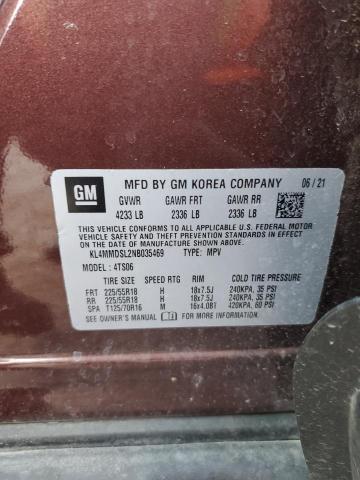 GM
MFD BY GM KOREA COMPANY 06/21
GVWR GAWR FRT GAWR RR
4233 LB 2336 LB 2336 LB
THIS VEHICLE CONFORMS TO ALL APPLICABLE U.S. FEDERAL MOTOR
VEHICLE SAFETY AND THEFT PREVENTION STANDARDS IN EFFECT
ON THE DATE OF MANUFACTURE SHOWN ABOVE.
KL4MMDSL2NB035469 TYPE: MPV
MODEL: 4TS06
TIRE SIZE SPEED RTG RIM COLD TIRE PRESSURE
FRT 225/55R18 H 18x7.5J 240KPA, 35 PSI
RR 225/55R18 H 18x7.5J 240KPA, 35 PSI
SPA T125/70R16 M 16x4.0BT 420KPA, 60 PSI
SEE OWNER'S MANUAL FOR MORE INFORMATION.